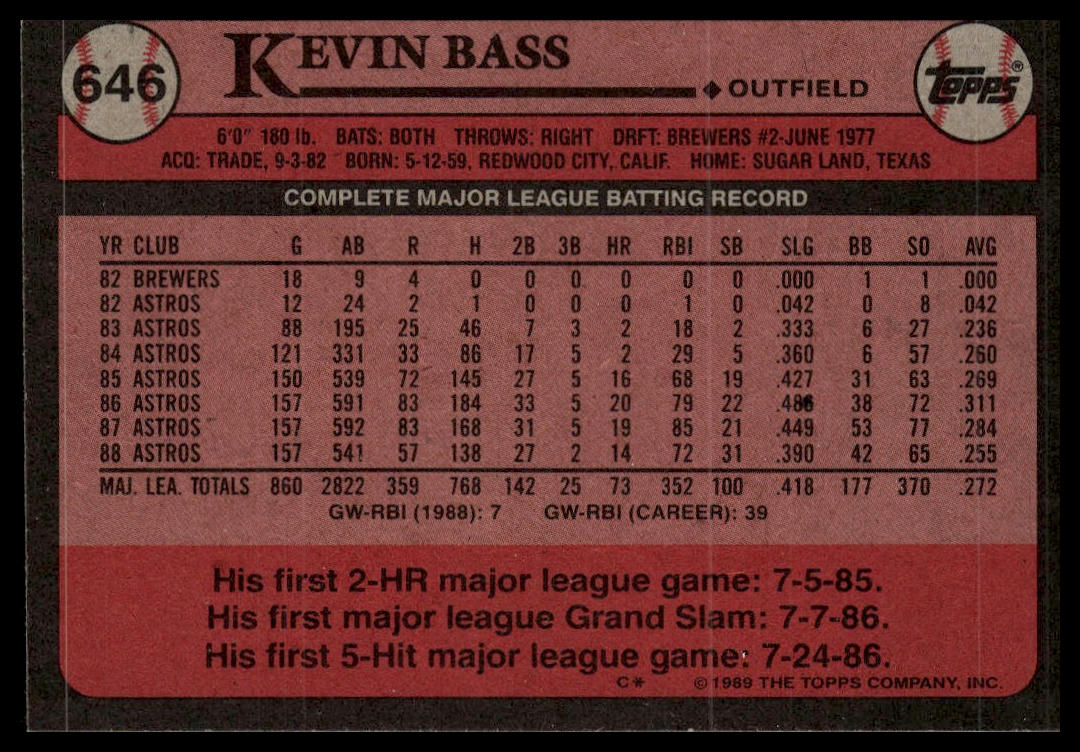 646
KEVIN BASS
◆ OUTFIELD
Topps®
6'0" 180 lb. BATS: BOTH THROWS: RIGHT DRFT: BREWERS #2-JUNE 1977
ACQ: TRADE, 9-3-82 BORN: 5-12-59, REDWOOD CITY, CALIF. HOME: SUGAR LAND, TEXAS
COMPLETE MAJOR LEAGUE BATTING RECORD
YR CLUB G AB R H 2B 3B HR RBI SB SLG BB SO AVG
82 BREWERS 18 9 4 0 0 0 0 0 0 .000 1 1 .000
82 ASTROS 12 24 2 1 0 0 0 1 0 .042 0 8 .042
83 ASTROS 88 195 25 46 7 3 2 18 2 .333 6 27 .236
84 ASTROS 121 331 33 86 17 5 2 29 5 .360 6 57 .260
85 ASTROS 150 539 72 145 27 5 16 68 19 .427 31 63 .269
86 ASTROS 157 591 83 184 33 5 20 79 22 .486 38 72 .311
87 ASTROS 157 592 83 168 31 5 19 85 21 .449 53 77 .284
88 ASTROS 157 541 57 138 27 2 14 72 31 .390 42 65 .255
MAJ. LEA. TOTALS 860 2822 359 768 142 25 73 352 100 .418 177 370 .272
GW-RBI (1988): 7 GW-RBI (CAREER): 39
His first 2-HR major league game: 7-5-85.
His first major league Grand Slam: 7-7-86.
His first 5-Hit major league game: 7-24-86.
C* © 1989 THE TOPPS COMPANY, INC.